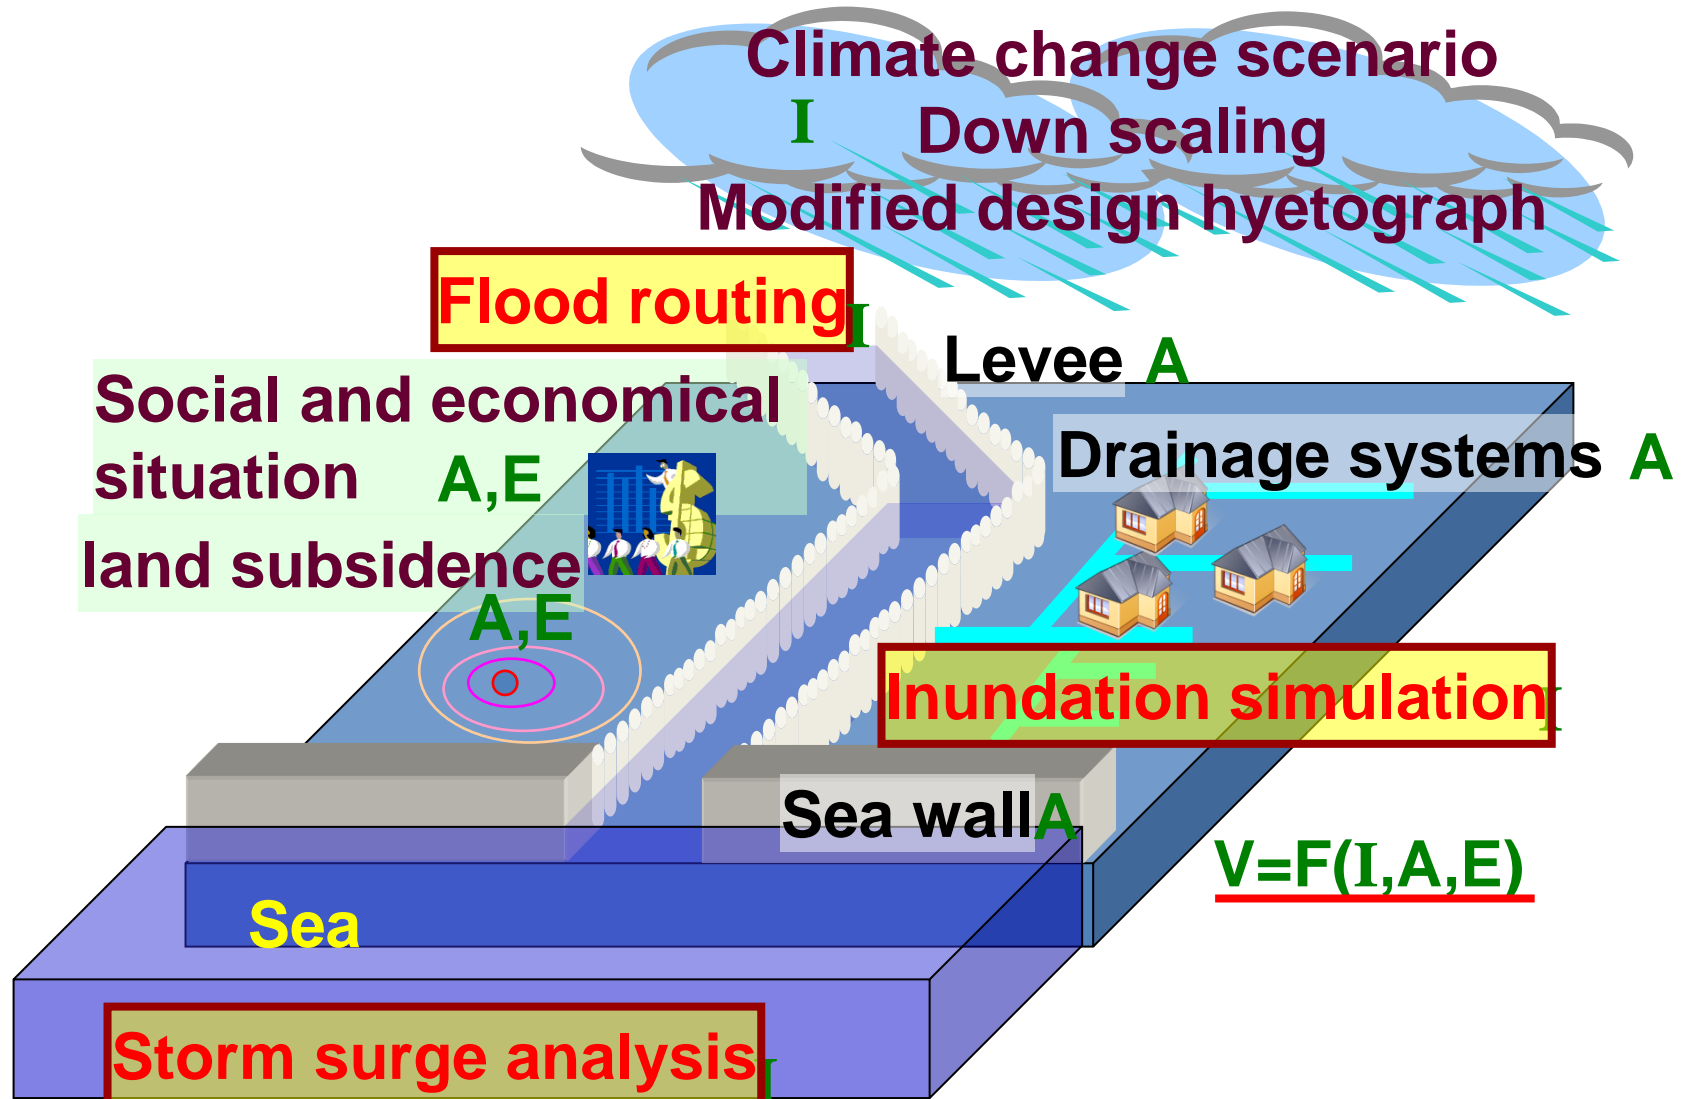 Climate change scenario
I Down scaling
Modified design hyetograph
Flood routing I
Levee A
Social and economical
situation A,E
Drainage systems A
land subsidence
A,E
Inundation simulation I
Sea wall A
V=F(I,A,E)
Sea
Storm surge analysis I